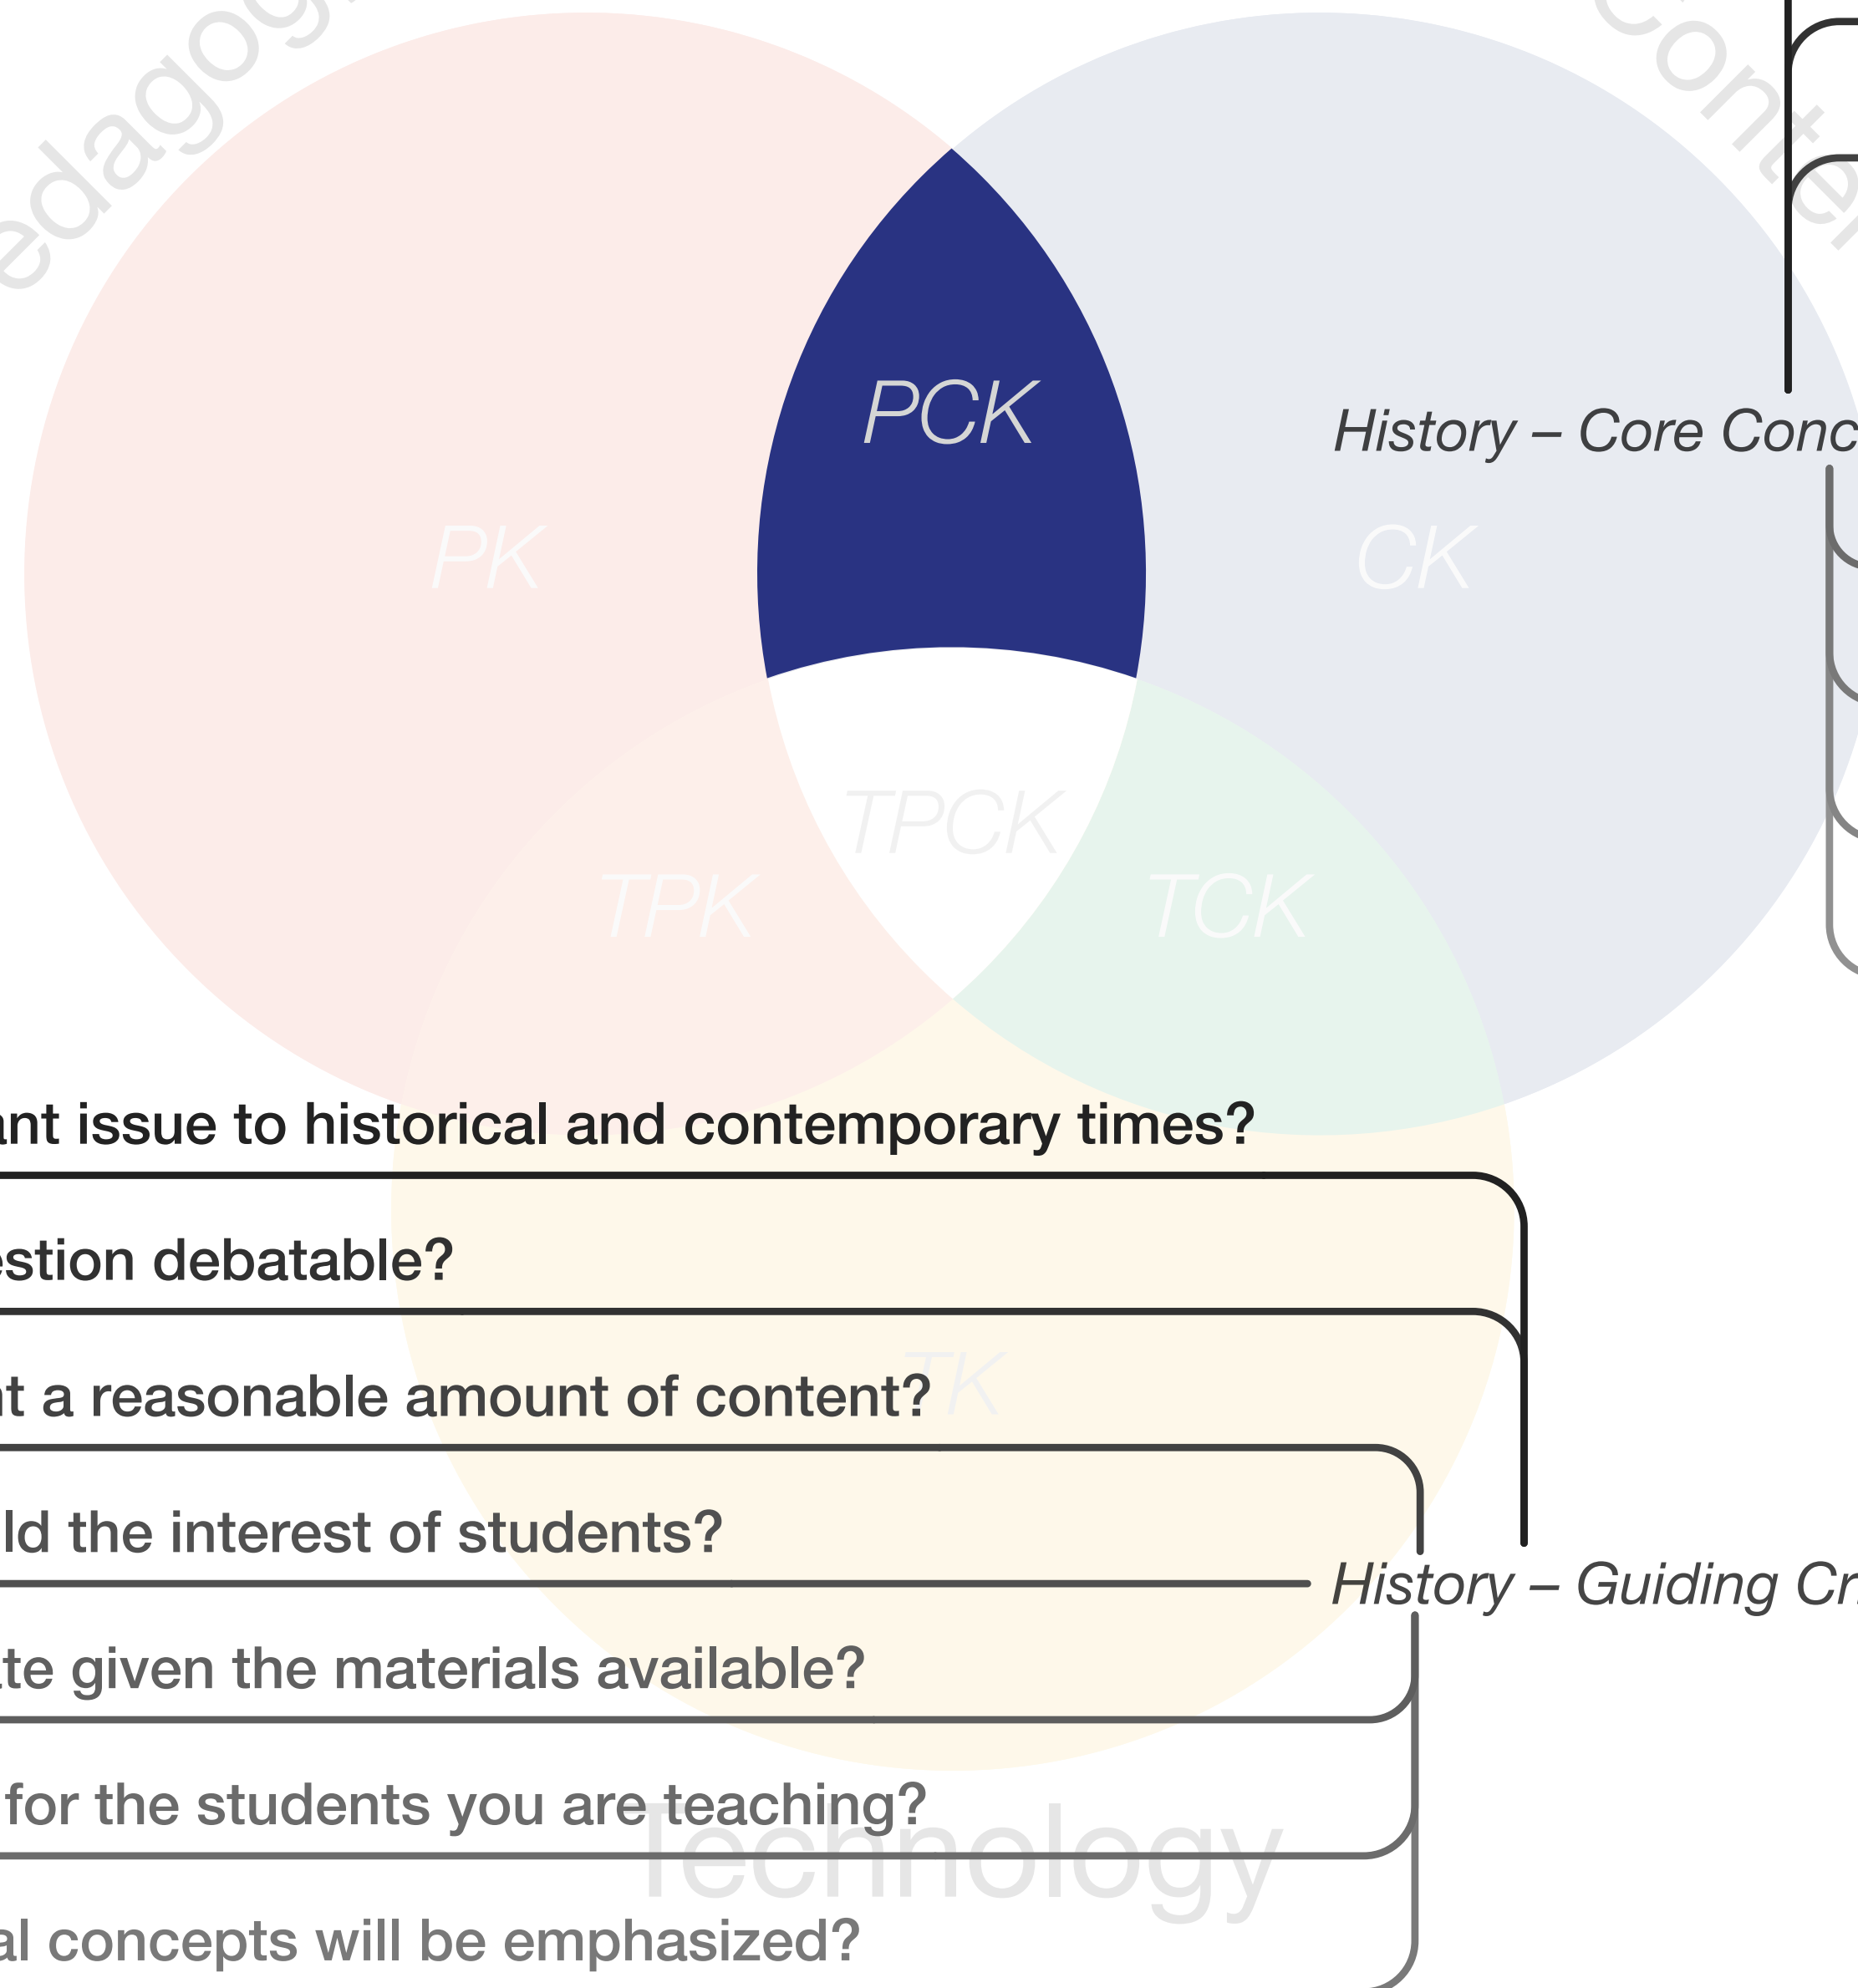 edagog
conte
PCK
History – Core Conc
PK
CK
TPCK
TPK
TCK
ant issue to historical and contemporary times?
estion debatable?
TK
nt a reasonable amount of content?
ld the interest of students?
History – Guiding Cr
te given the materials available?
for the students you are teaching?
Technology
al concepts will be emphasized?